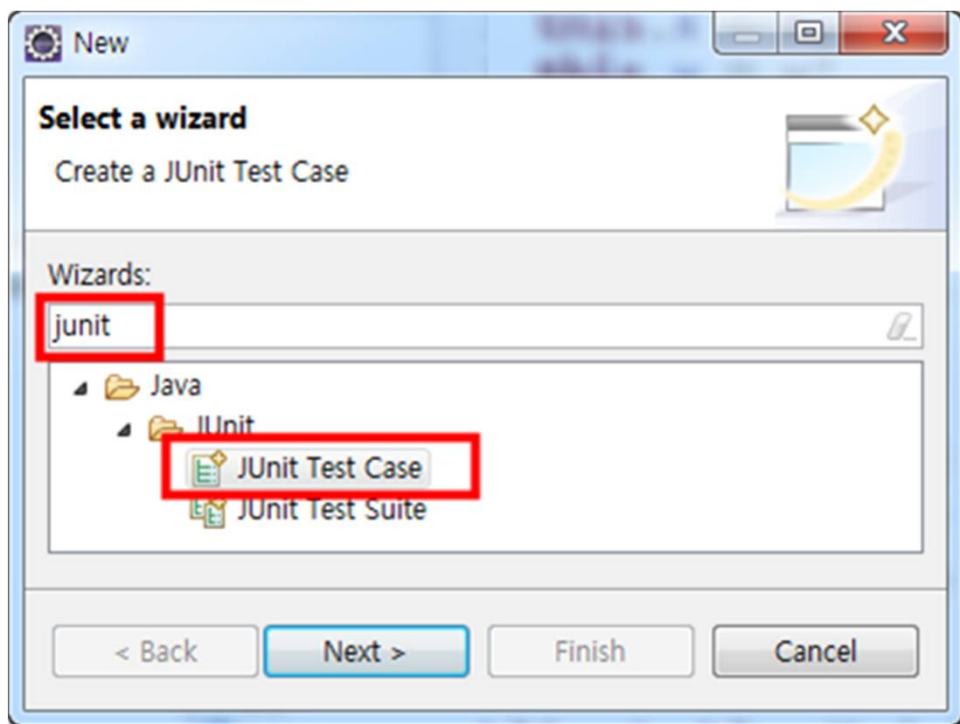 New
Select a wizard
Create a JUnit Test Case
Wizards:
junit
Java
JUnit
JUnit Test Case
JUnit Test Suite
< Back Next > Finish Cancel